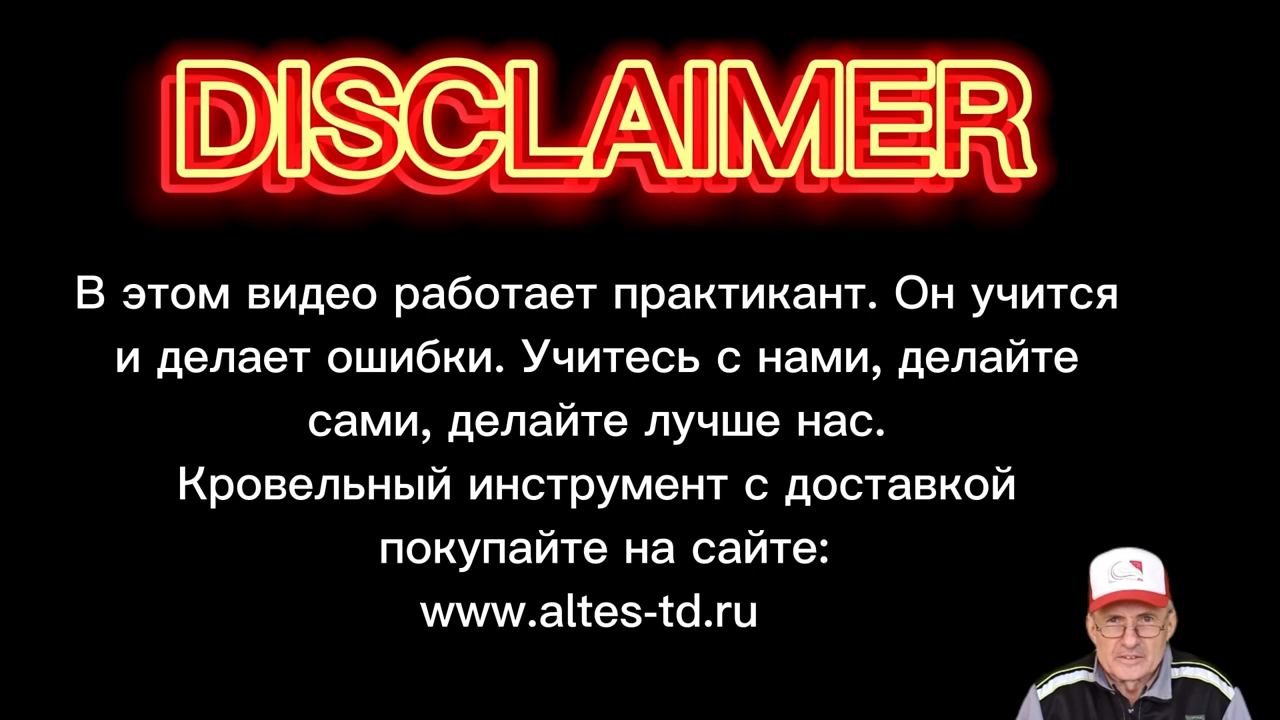 DISCLAIMER
В этом видео работает практикант. Он учится
и делает ошибки. Учитесь с нами, делайте
сами, делайте лучше нас.
Кровельный инструмент с доставкой
покупайте на сайте:
www.altes-td.ru